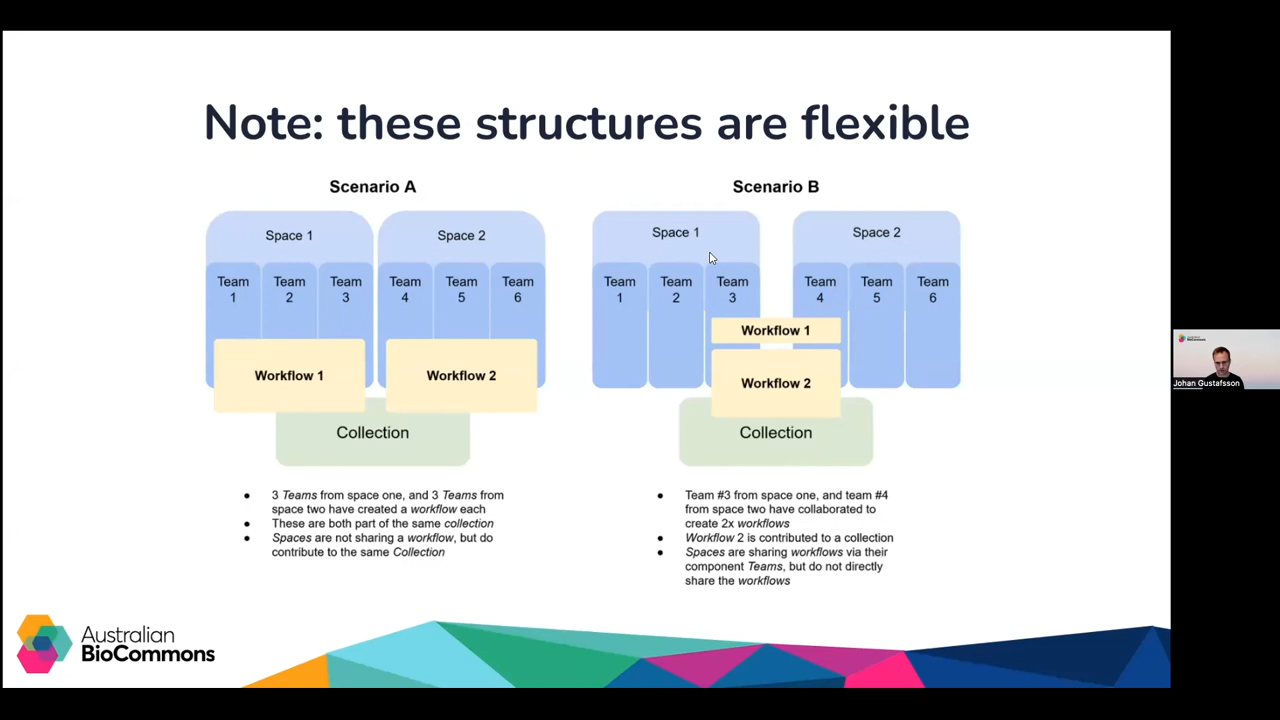 Note: these structures are flexible
Scenario A
Space 1
Space 2
Team
1
Team
2
Team
3
Team
4
Team
5
Team
6
Workflow 1
Workflow 2
Collection
● 3 Teams from space one, and 3 Teams from
space two have created a workflow each
● These are both part of the same collection
● Spaces are not sharing a workflow, but do
contribute to the same Collection
Scenario B
Space 1
Space 2
Team
1
Team
2
Team
3
Team
4
Team
5
Team
6
Workflow 1
Workflow 2
Collection
● Team #3 from space one, and team #4
from space two have collaborated to
create 2x workflows
● Workflow 2 is contributed to a collection
● Spaces are sharing workflows via their
component Teams, but do not directly
share the workflows
Australian
BioCommons
Johan Gustafsson